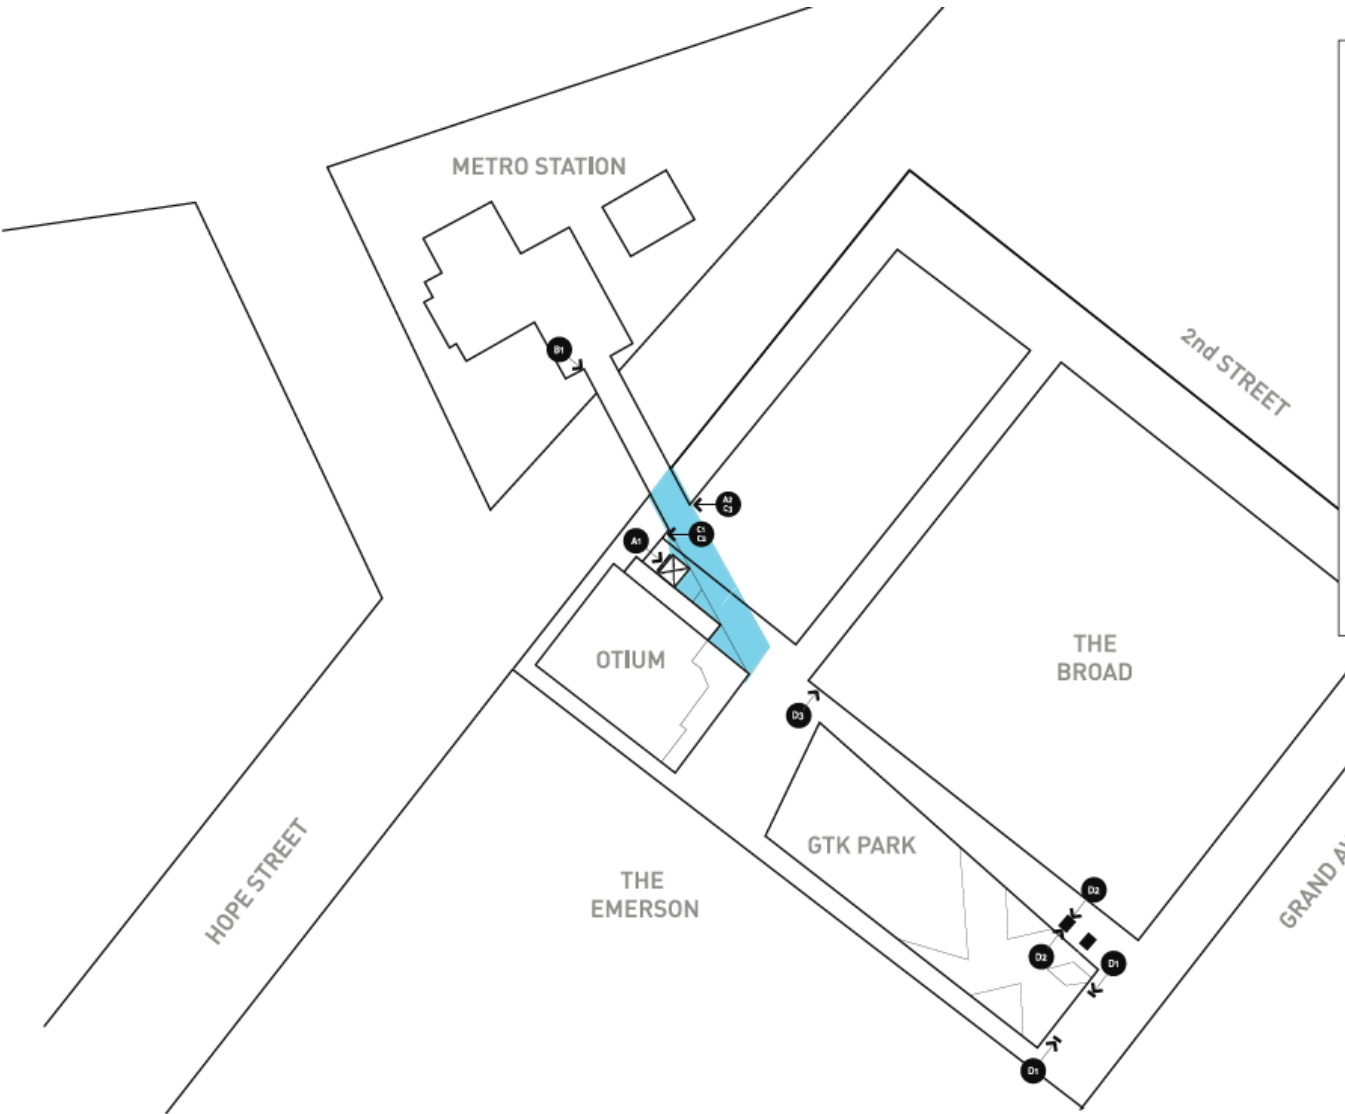 METRO STATION
2nd STREET
B1
A2
C3
C1
C2
A1
OTIUM
THE
BROAD
D3
GTK PARK
HOPE STREET
THE
EMERSON
GRAND
D2
D2
D1
D1